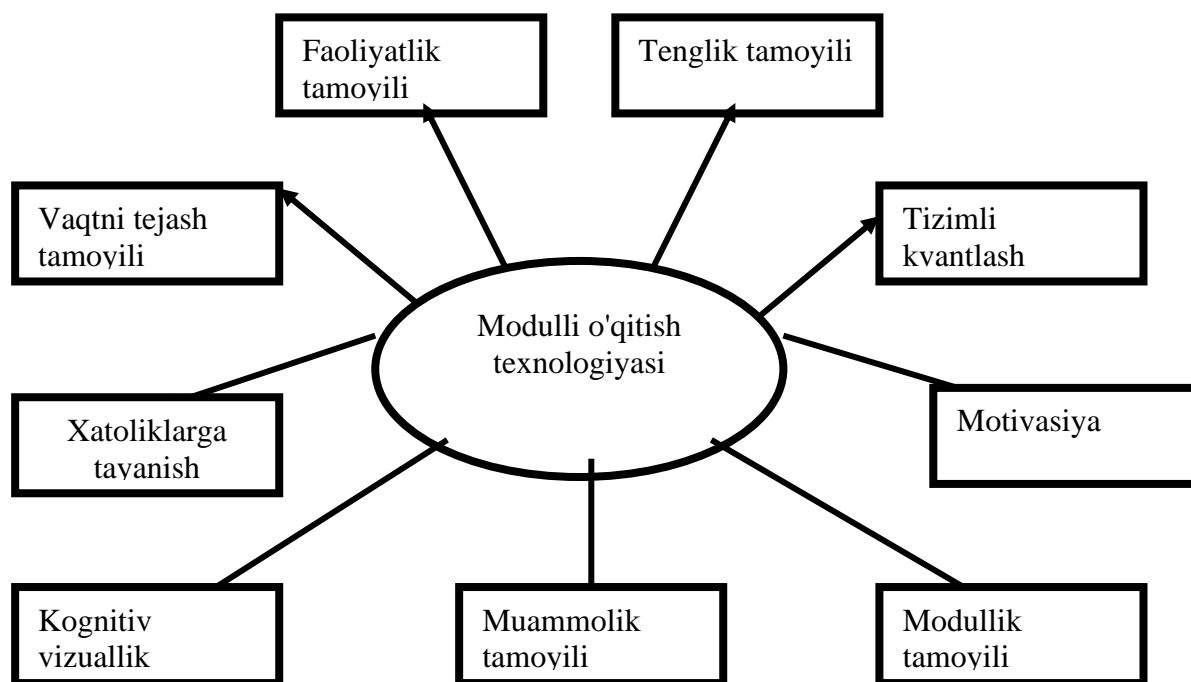 Faoliyatlik
tamoyili
Tenglik tamoyili
Vaqtni tejash
tamoyili
Tizimli
kvantlash
Modulli o'qitish
texnologiyasi
Xatoliklarga
tayanish
Motivasiya
Kognitiv
vizuallik
Muammolik
tamoyili
Modullik
tamoyili